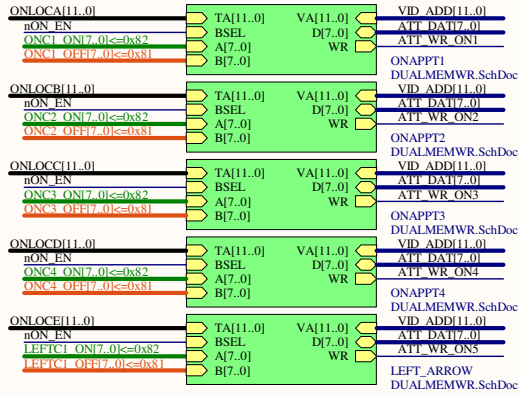 ONLOCA[11..0] TA[11..0] VA[11..0] VID_ADD[11..0]
nON_EN BSEL D[7..0] ATT_DAT[7..0]
ONC1_ON[7..0]<=0x82 A[7..0] WR ATT_WR_ON1
ONC1_OFF[7..0]<=0x81 B[7..0]
ONAPPT1
DUALMEMWR.SchDoc
ONLOCB[11..0] TA[11..0] VA[11..0] VID_ADD[11..0]
nON_EN BSEL D[7..0] ATT_DAT[7..0]
ONC2_ON[7..0]<=0x82 A[7..0] WR ATT_WR_ON2
ONC2_OFF[7..0]<=0x81 B[7..0]
ONAPPT2
DUALMEMWR.SchDoc
ONLOCC[11..0] TA[11..0] VA[11..0] VID_ADD[11..0]
nON_EN BSEL D[7..0] ATT_DAT[7..0]
ONC3_ON[7..0]<=0x82 A[7..0] WR ATT_WR_ON3
ONC3_OFF[7..0]<=0x81 B[7..0]
ONAPPT3
DUALMEMWR.SchDoc
ONLOCD[11..0] TA[11..0] VA[11..0] VID_ADD[11..0]
nON_EN BSEL D[7..0] ATT_DAT[7..0]
ONC4_ON[7..0]<=0x82 A[7..0] WR ATT_WR_ON4
ONC4_OFF[7..0]<=0x81 B[7..0]
ONAPPT4
DUALMEMWR.SchDoc
ONLOCE[11..0] TA[11..0] VA[11..0] VID_ADD[11..0]
nON_EN BSEL D[7..0] ATT_DAT[7..0]
LEFTC1_ON[7..0]<=0x82 A[7..0] WR ATT_WR_ON5
LEFTC1_OFF[7..0]<=0x81 B[7..0]
LEFT_ARROW
DUALMEMWR.SchDoc